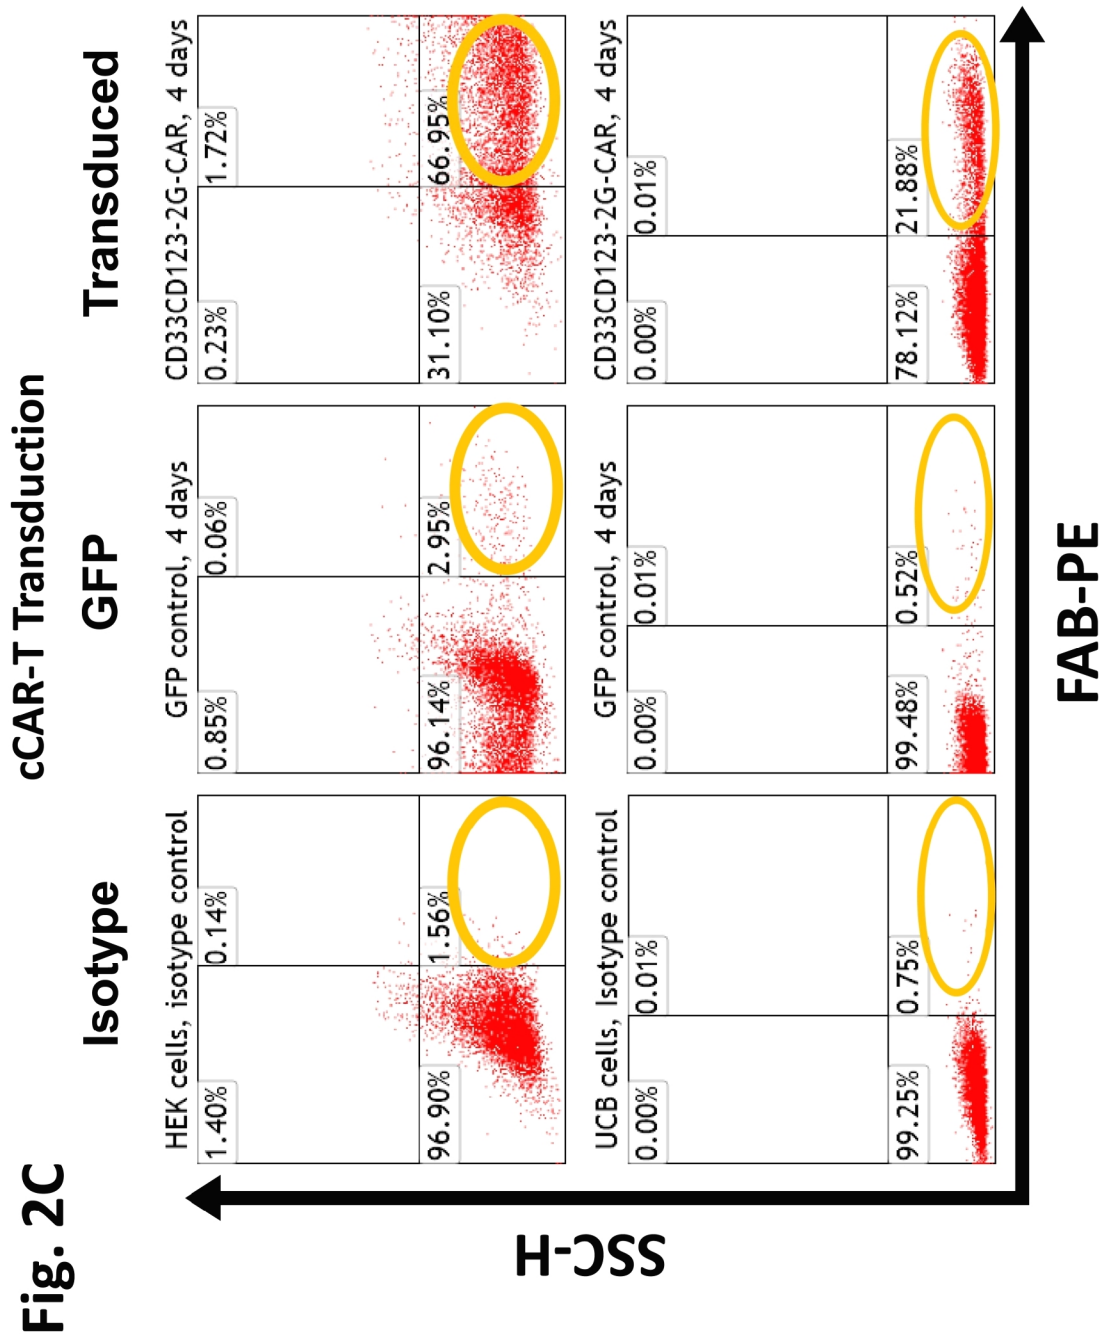 Fig. 2C
cCAR-T Transduction
Isotype
GFP
Transduced
HEK cells, isotype control
GFP control, 4 days
CD33CD123-2G-CAR, 4 days
1.40%
0.14%
0.85%
0.06%
0.23%
1.72%
96.90%
1.56%
96.14%
2.95%
31.10%
66.95%
UCB cells, Isotype control
GFP control, 4 days
CD33CD123-2G-CAR, 4 days
0.00%
0.01%
0.00%
0.01%
0.00%
0.01%
99.25%
0.75%
99.48%
0.52%
78.12%
21.88%
SSC-H
FAB-PE